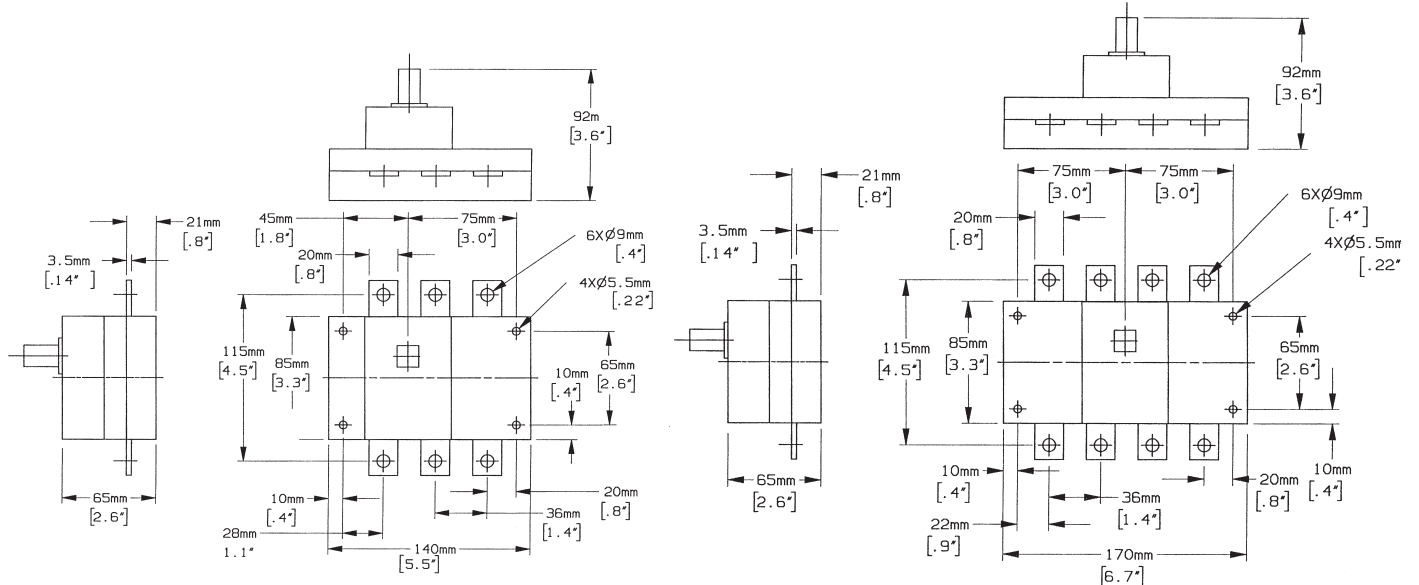 92m
[3.6"]
21mm
[.8"]
3.5mm
[.14" ]
65mm
[2.6"]
45mm
[1.8"]
75mm
[3.0"]
20mm
[.8"]
6XØ9mm
[.4"]
4XØ5.5mm
[.22"]
115mm
[4.5"]
85mm
[3.3"]
65mm
[2.6"]
10mm
[.4"]
10mm
[.4"]
20mm
[.8"]
36mm
[1.4"]
28mm
1.1"
140mm
[5.5"]
92mm
[3.6"]
21mm
[.8"]
3.5mm
[.14" ]
65mm
[2.6"]
75mm
[3.0"]
75mm
[3.0"]
20mm
[.8"]
6XØ9mm
[.4"]
4XØ5.5mm
[.22"
115mm
[4.5"]
85mm
[3.3"]
65mm
[2.6"]
10mm
[.4"]
10mm
[.4"]
20mm
[.8"]
36mm
[1.4"]
22mm
[.9"]
170mm
[6.7"]